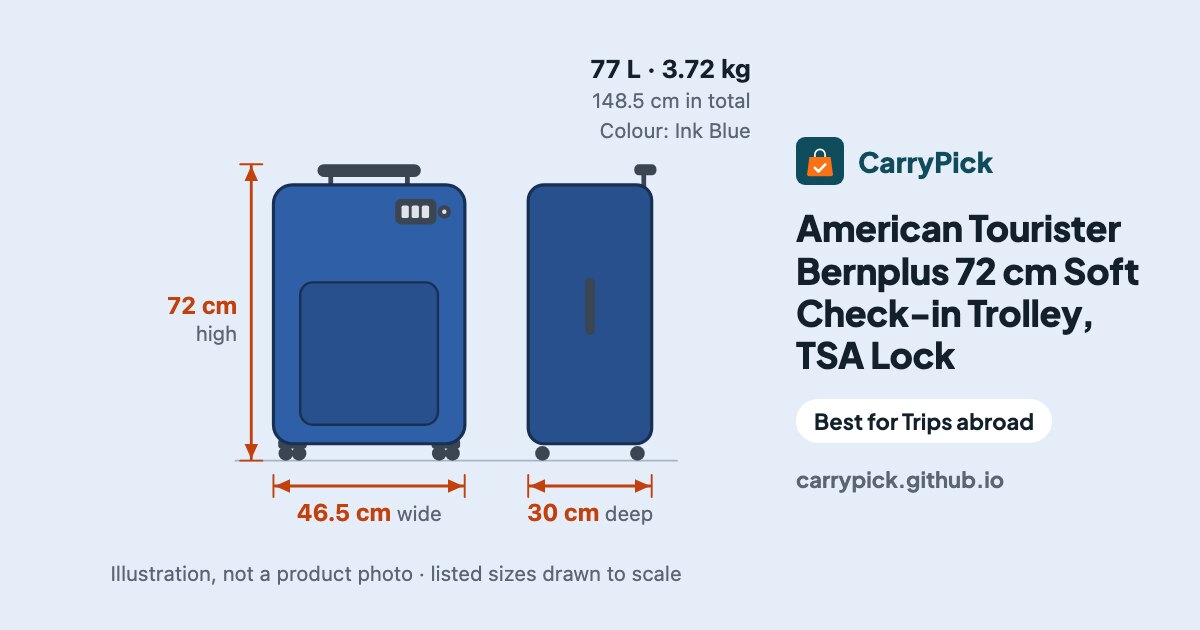 77 L · 3.72 kg
148.5 cm in total
Colour: Ink Blue
72 cm
high
46.5 cm wide
30 cm deep
Illustration, not a product photo · listed sizes drawn to scale
CarryPick
American Tourister
Bernplus 72 cm Soft
Check-in Trolley,
TSA Lock
Best for Trips abroad
carrypick.github.io